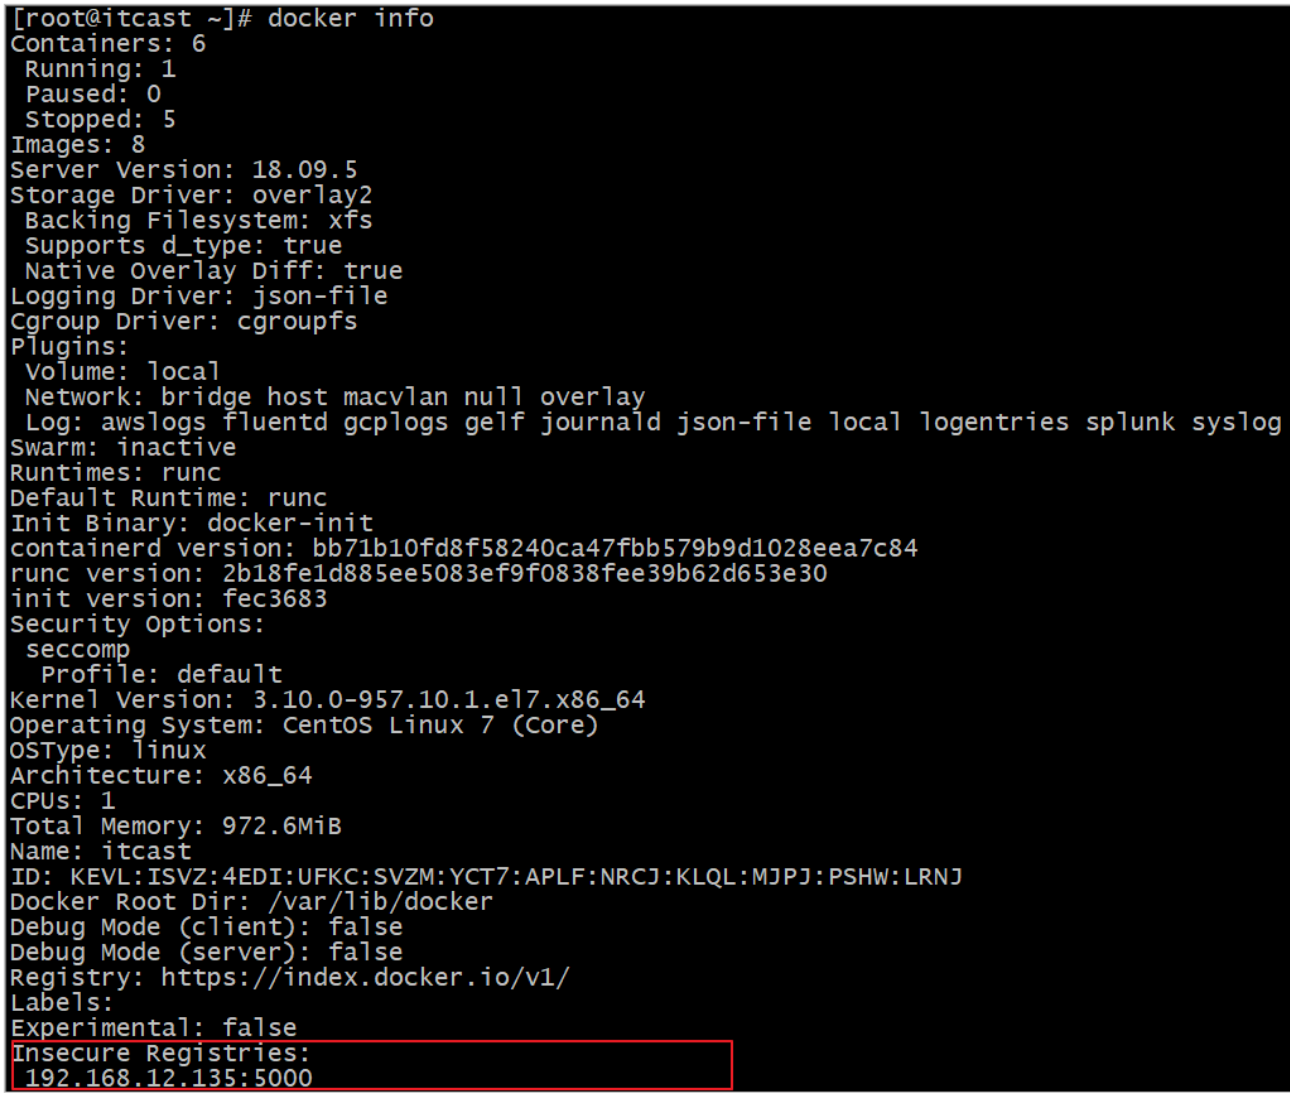 [root@itcast ~]# docker info
Containers: 6
 Running: 1
 Paused: 0
 Stopped: 5
Images: 8
Server Version: 18.09.5
Storage Driver: overlay2
 Backing Filesystem: xfs
 Supports d_type: true
 Native Overlay Diff: true
Logging Driver: json-file
Cgroup Driver: cgroupfs
Plugins:
 Volume: local
 Network: bridge host macvlan null overlay
 Log: awslogs fluentd gcplogs gelf journald json-file local logentries splunk syslog
Swarm: inactive
Runtimes: runc
Default Runtime: runc
Init Binary: docker-init
containerd version: bb71b10fd8f58240ca47fbb579b9d1028eea7c84
runc version: 2b18fe1d885ee5083ef9f0838fee39b62d653e30
init version: fec3683
Security Options:
 seccomp
  Profile: default
Kernel Version: 3.10.0-957.10.1.el7.x86_64
Operating System: CentOS Linux 7 (Core)
OSType: linux
Architecture: x86_64
CPUs: 1
Total Memory: 972.6MiB
Name: itcast
ID: KEVL:ISVZ:4EDI:UFKC:SVZM:YCT7:APLF:NRCJ:KLQL:MJPJ:PSHW:LRNJ
Docker Root Dir: /var/lib/docker
Debug Mode (client): false
Debug Mode (server): false
Registry: https://index.docker.io/v1/
Labels:
Experimental: false
Insecure Registries:
 192.168.12.135:5000